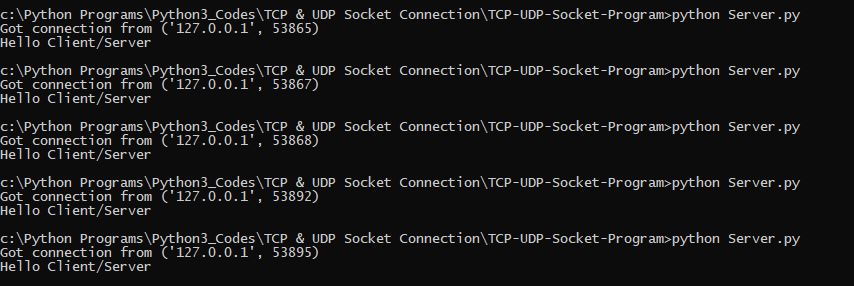 c:\Python Programs\Python3_Codes\TCP & UDP Socket Connection\TCP-UDP-Socket-Program>python Server.py
Got connection from ('127.0.0.1', 53865)
Hello Client/Server
c:\Python Programs\Python3_Codes\TCP & UDP Socket Connection\TCP-UDP-Socket-Program>python Server.py
Got connection from ('127.0.0.1', 53867)
Hello Client/Server
c:\Python Programs\Python3_Codes\TCP & UDP Socket Connection\TCP-UDP-Socket-Program>python Server.py
Got connection from ('127.0.0.1', 53868)
Hello Client/Server
c:\Python Programs\Python3_Codes\TCP & UDP Socket Connection\TCP-UDP-Socket-Program>python Server.py
Got connection from ('127.0.0.1', 53892)
Hello Client/Server
c:\Python Programs\Python3_Codes\TCP & UDP Socket Connection\TCP-UDP-Socket-Program>python Server.py
Got connection from ('127.0.0.1', 53895)
Hello Client/Server